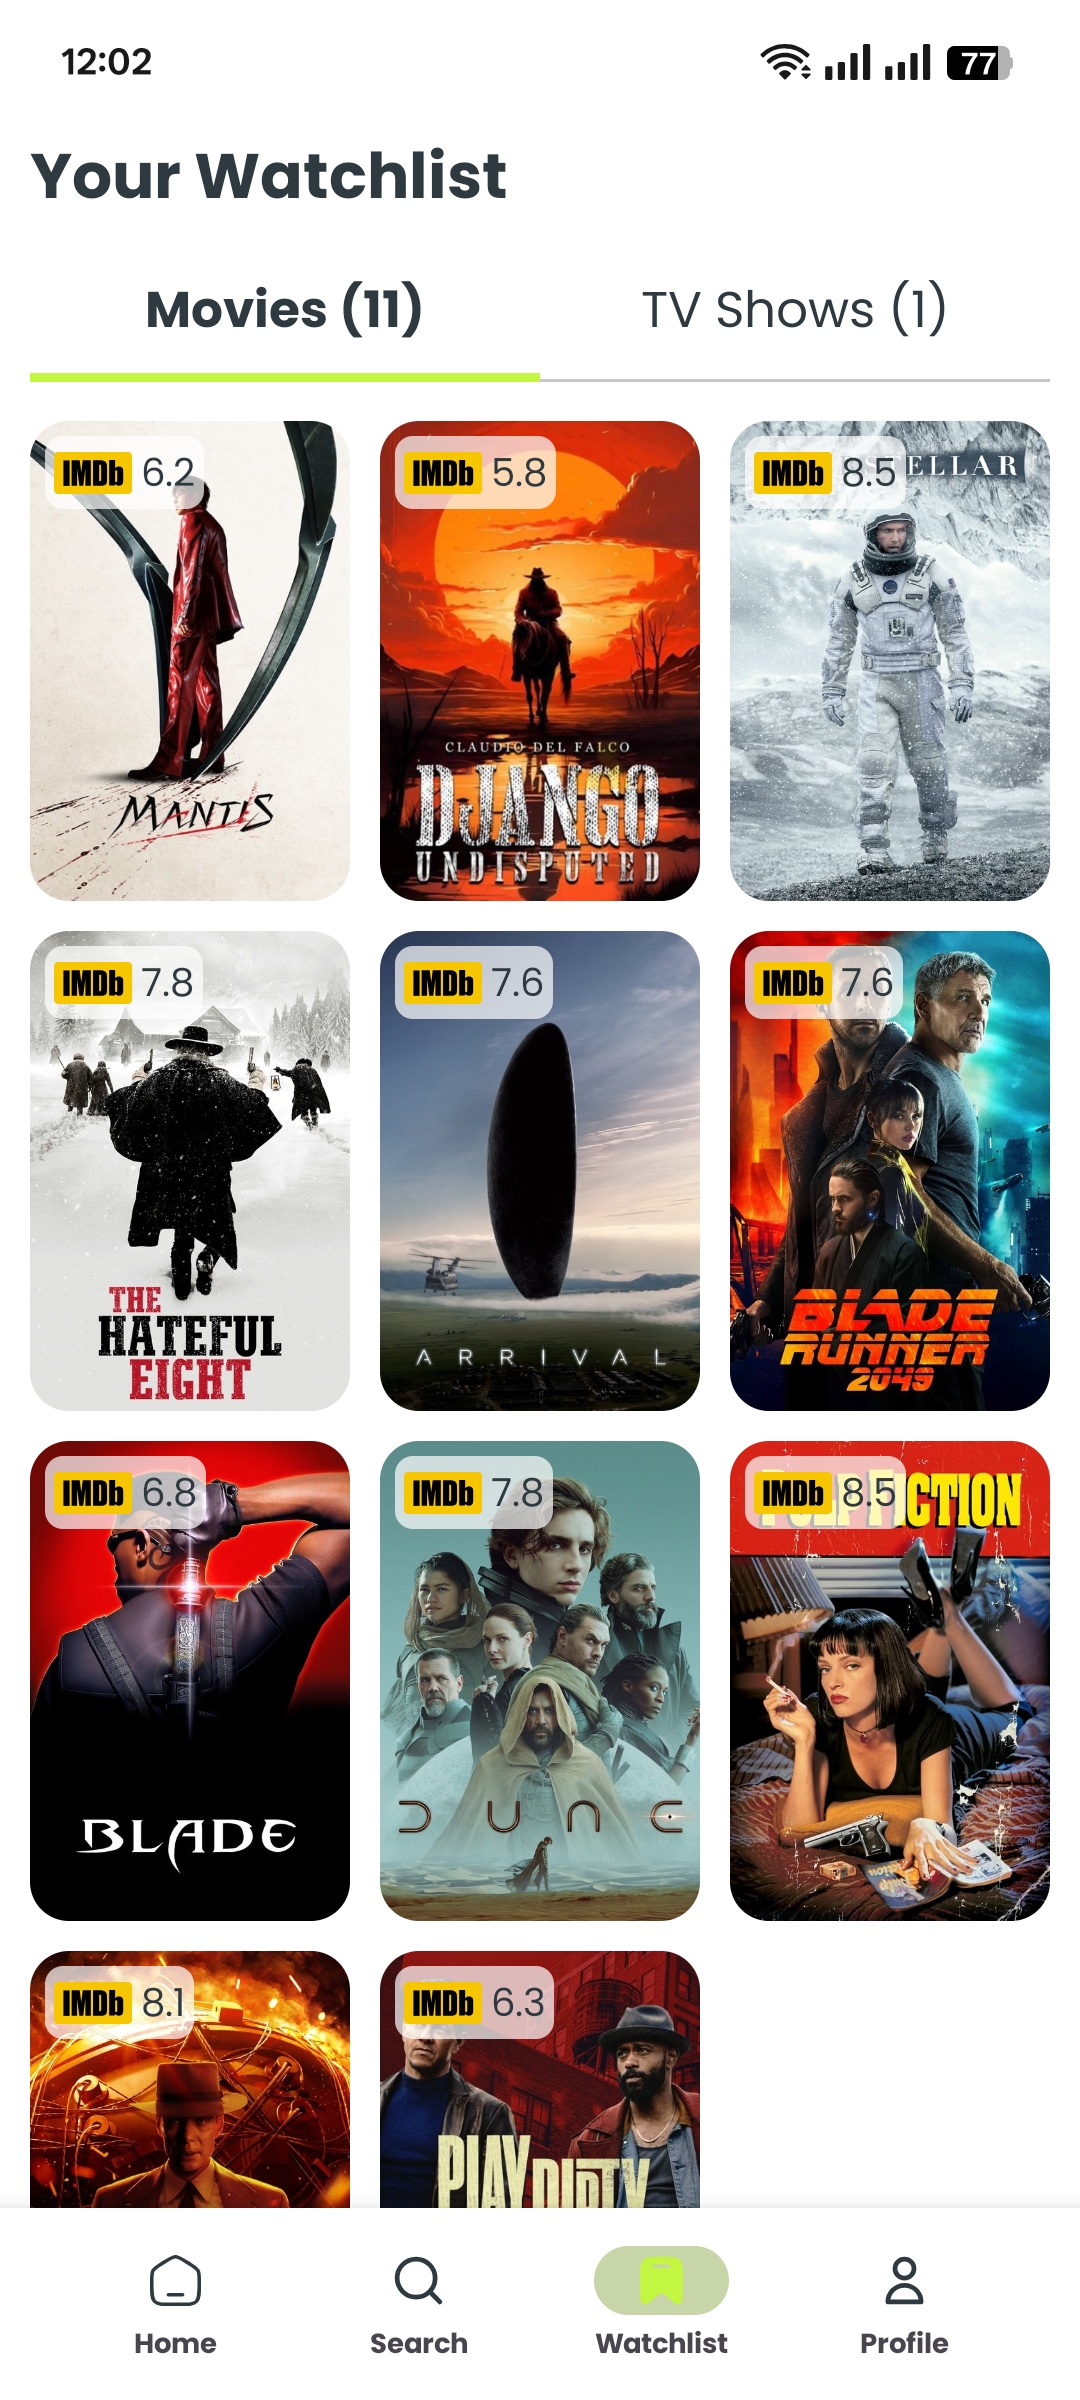 12:02
77
Your Watchlist
Movies (11)
TV Shows (1)
IMDb 6.2
MANTIS
IMDb 5.8
CLAUDIO DEL FALCO
DJANGO
UNDISPUTED
IMDb 8.5
TELLAR
IMDb 7.8
THE
HATEFUL
EIGHT
IMDb 7.6
ARRIVAL
IMDb 7.6
BLADE
RUNNER
2049
IMDb 6.8
BLADE
IMDb 7.8
DUNE
IMDb 8.5
PULP FICTION
IMDb 8.1
IMDb 6.3
PLAY DIRTY
Home
Search
Watchlist
Profile